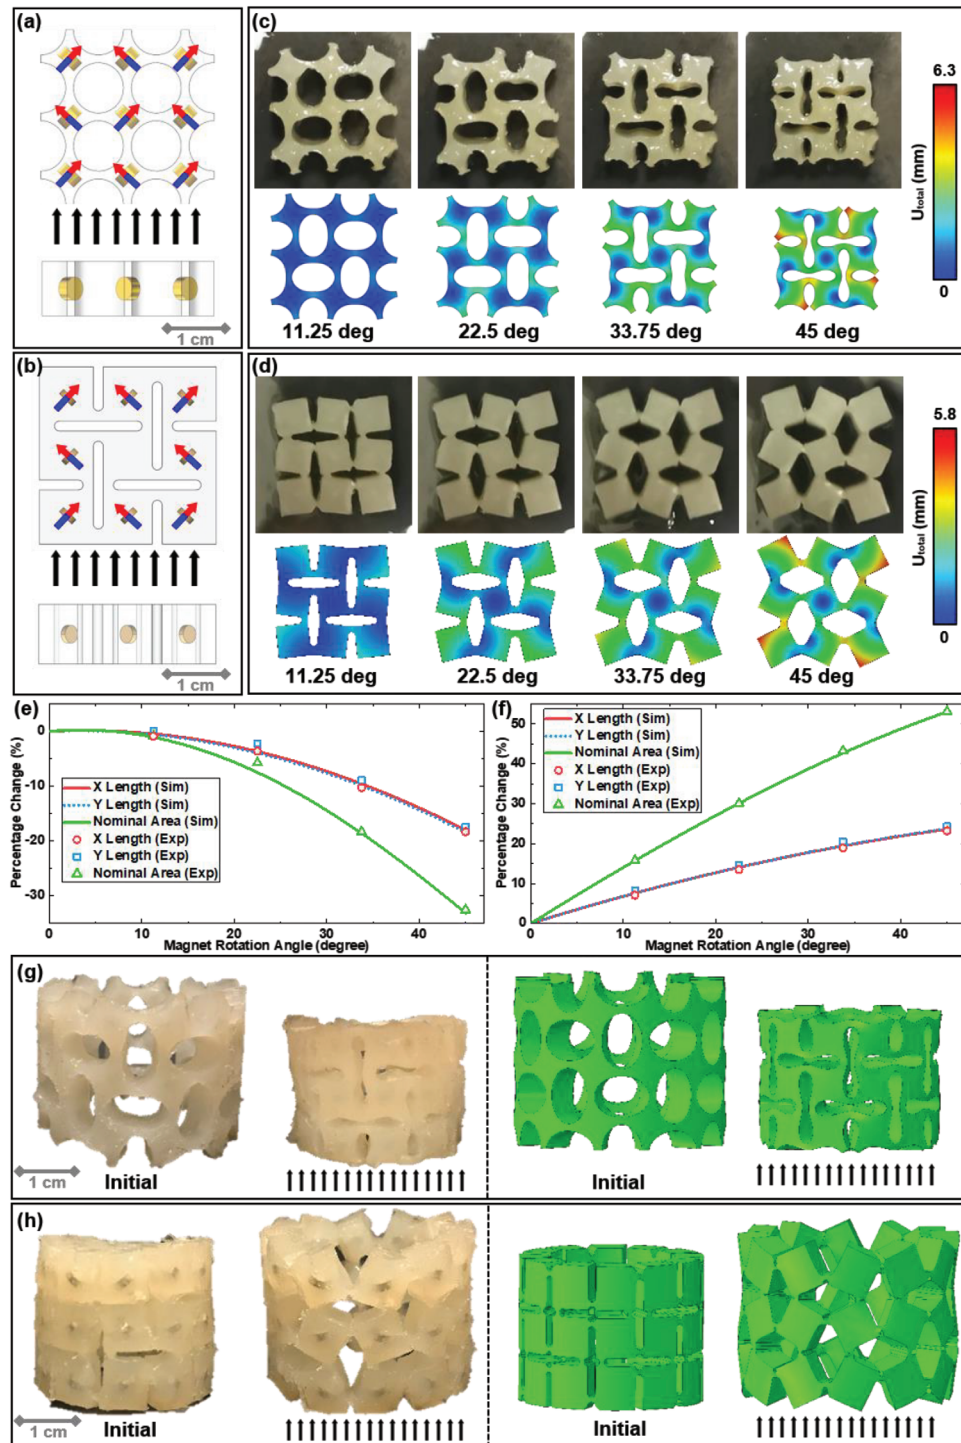 (a)
1 cm
(b)
1 cm
(c)
11.25 deg
22.5 deg
33.75 deg
45 deg
6.3
Utotal (mm)
0
(d)
11.25 deg
22.5 deg
33.75 deg
45 deg
5.8
Utotal (mm)
0
(e)
Percentage Change (%)
0
-10
-20
-30
X Length (Sim)
Y Length (Sim)
Nominal Area (Sim)
X Length (Exp)
Y Length (Exp)
Nominal Area (Exp)
0 10 20 30 40
Magnet Rotation Angle (degree)
(f)
Percentage Change (%)
50
40
30
20
10
0
X Length (Sim)
Y Length (Sim)
Nominal Area (Sim)
X Length (Exp)
Y Length (Exp)
Nominal Area (Exp)
0 10 20 30 40
Magnet Rotation Angle (degree)
(g)
1 cm
Initial
Initial
(h)
1 cm
Initial
Initial